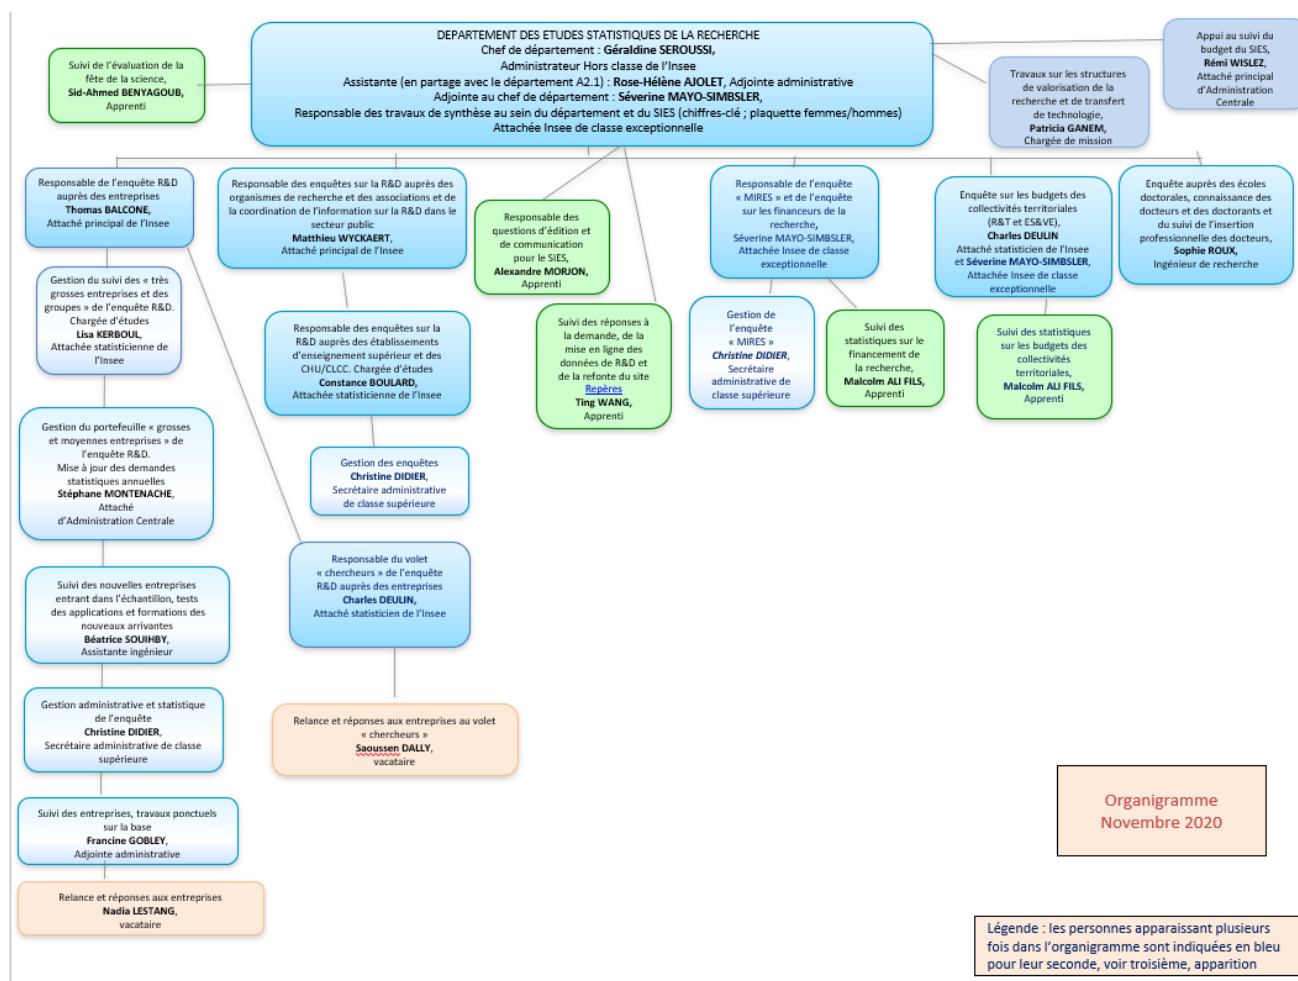 DEPARTEMENT DES ETUDES STATISTIQUES DE LA RECHERCHE
Chef de département : Géraldine SEROUSSI,
Administrateur Hors classe de l'Insee
Assistante (en partage avec le département A2.1) : Rose-Hélène AJOLET, Adjointe administrative
Adjointe au chef de département : Séverine MAYO-SIMBSLER,
Responsable des travaux de synthèse au sein du département et du SIES (chiffres-clé ; plaquette femmes/hommes)
Attachée Insee de classe exceptionnelle
Suivi de l'évaluation de la
fête de la science,
Sid-Ahmed BENYAGOUB,
Apprenti
Travaux sur les structures
de valorisation de la
recherche et de transfert
de technologie,
Patricia GANEM,
Chargée de mission
Appui au suivi du
budget du SIES,
Rémi WISLEZ,
Attaché principal
d'Administration
Centrale
Responsable de l'enquête R&D
auprès des entreprises
Thomas BALCONE,
Attaché principal de l'Insee
Gestion du suivi des « très
grosses entreprises et des
groupes » de l'enquête R&D.
Chargée d'études
Lisa KERBOUL,
Attachée statisticienne de
l'Insee
Gestion du portefeuille « grosses
et moyennes entreprises » de
l'enquête R&D.
Mise à jour des demandes
statistiques annuelles
Stéphane MONTENACHE,
Attaché
d'Administration Centrale
Suivi des nouvelles entreprises
entrant dans l'échantillon, tests
des applications et formations des
nouveaux arrivantes
Béatrice SOUIHBY,
Assistante ingénieur
Gestion administrative et statistique
de l'enquête
Christine DIDIER,
Secrétaire administrative de classe
supérieure
Suivi des entreprises, travaux ponctuels
sur la base
Francine GOBLEY,
Adjointe administrative
Relance et réponses aux entreprises
Nadia LESTANG,
vacataire
Responsable des enquêtes sur la R&D auprès des
organismes de recherche et des associations et de
la coordination de l'information sur la R&D dans le
secteur public
Matthieu WYCKAERT,
Attaché principal de l'Insee
Responsable des enquêtes sur la
R&D auprès des établissements
d'enseignement supérieur et des
CHU/CLCC. Chargée d'études
Constance BOULARD,
Attachée statisticienne de l'Insee
Gestion des enquêtes
Christine DIDIER,
Secrétaire administrative
de classe supérieure
Responsable du volet
« chercheurs » de l'enquête
R&D auprès des entreprises
Charles DEULIN,
Attaché statisticien de l'Insee
Relance et réponses aux entreprises au volet
« chercheurs »
Saoussen DALLY,
vacataire
Responsable des
questions d'édition et
de communication
pour le SIES,
Alexandre MORJON,
Apprenti
Suivi des réponses à
la demande, de la
mise en ligne des
données de R&D et
de la refonte du site
Repères
Ting WANG,
Apprenti
Responsable de l'enquête
« MIRES » et de l'enquête
sur les financeurs de la
recherche,
Séverine MAYO-SIMBSLER,
Attachée Insee de classe
exceptionnelle
Gestion de
l'enquête
« MIRES »
Christine DIDIER,
Secrétaire
administrative de
classe supérieure
Suivi des
statistiques sur le
financement de
la recherche,
Malcolm ALI FILS,
Apprenti
Enquête sur les budgets des
collectivités territoriales
(R&T et ES&VE),
Charles DEULIN
Attaché statisticien de l'Insee
et Séverine MAYO-SIMBSLER,
Attachée Insee de classe
exceptionnelle
Suivi des statistiques
sur les budgets des
collectivités
territoriales,
Malcolm ALI FILS,
Apprenti
Enquête auprès des écoles
doctorales, connaissance des
docteurs et des doctorants et
du suivi de l'insertion
professionnelle des docteurs,
Sophie ROUX,
Ingénieur de recherche
Organigramme
Novembre 2020
Légende : les personnes apparaissant plusieurs
fois dans l'organigramme sont indiquées en bleu
pour leur seconde, voir troisième, apparition